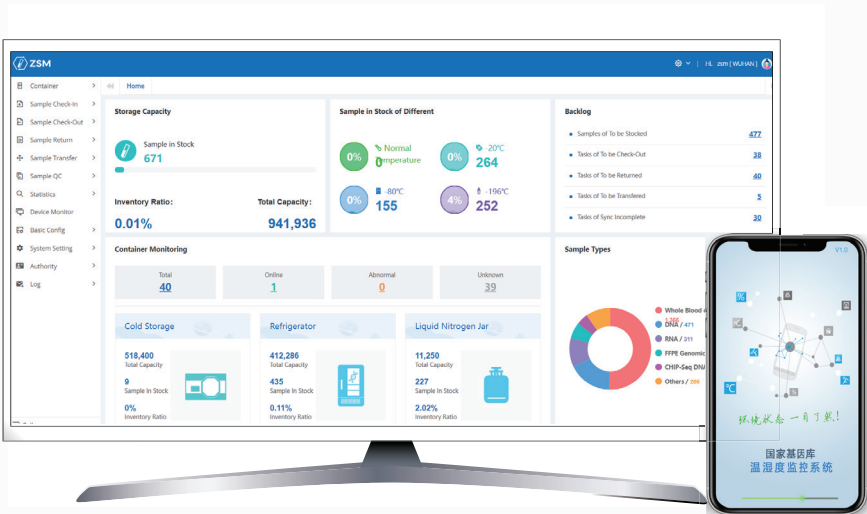 ZSM
Hi, zsm [ WUHAN ]
Container
Sample Check-In
Sample Check-Out
Sample Return
Sample Transfer
Sample QC
Statistics
Device Monitor
Basic Config
System Setting
Authority
Log
Home
Storage Capacity
Sample in Stock
671
Inventory Ratio:
Total Capacity:
0.01%
941,936
Sample in Stock of Different
0%
Normal
Temperature
0
0%
-20℃
264
0%
-80℃
155
4%
-196℃
252
Backlog
Samples of To be Stocked
477
Tasks of To be Check-Out
38
Tasks of To be Returned
40
Tasks of To be Transfered
5
Tasks of Sync Incomplete
30
Container Monitoring
Total
40
Online
1
Abnormal
0
Unknown
39
Cold Storage
518,400
Total Capacity
9
Sample in Stock
0%
Inventory Ratio
Refrigerator
412,286
Total Capacity
435
Sample in Stock
0.11%
Inventory Ratio
Liquid Nitrogen Jar
11,250
Total Capacity
227
Sample in Stock
2.02%
Inventory Ratio
Sample Types
Whole Blood
DNA / 471
RNA / 311
FFPE Genomic
CHIP-Seq DNA
Others /
V1.0
%
℃
环境状态 一目了然!
国家基因库
温湿度监控系统